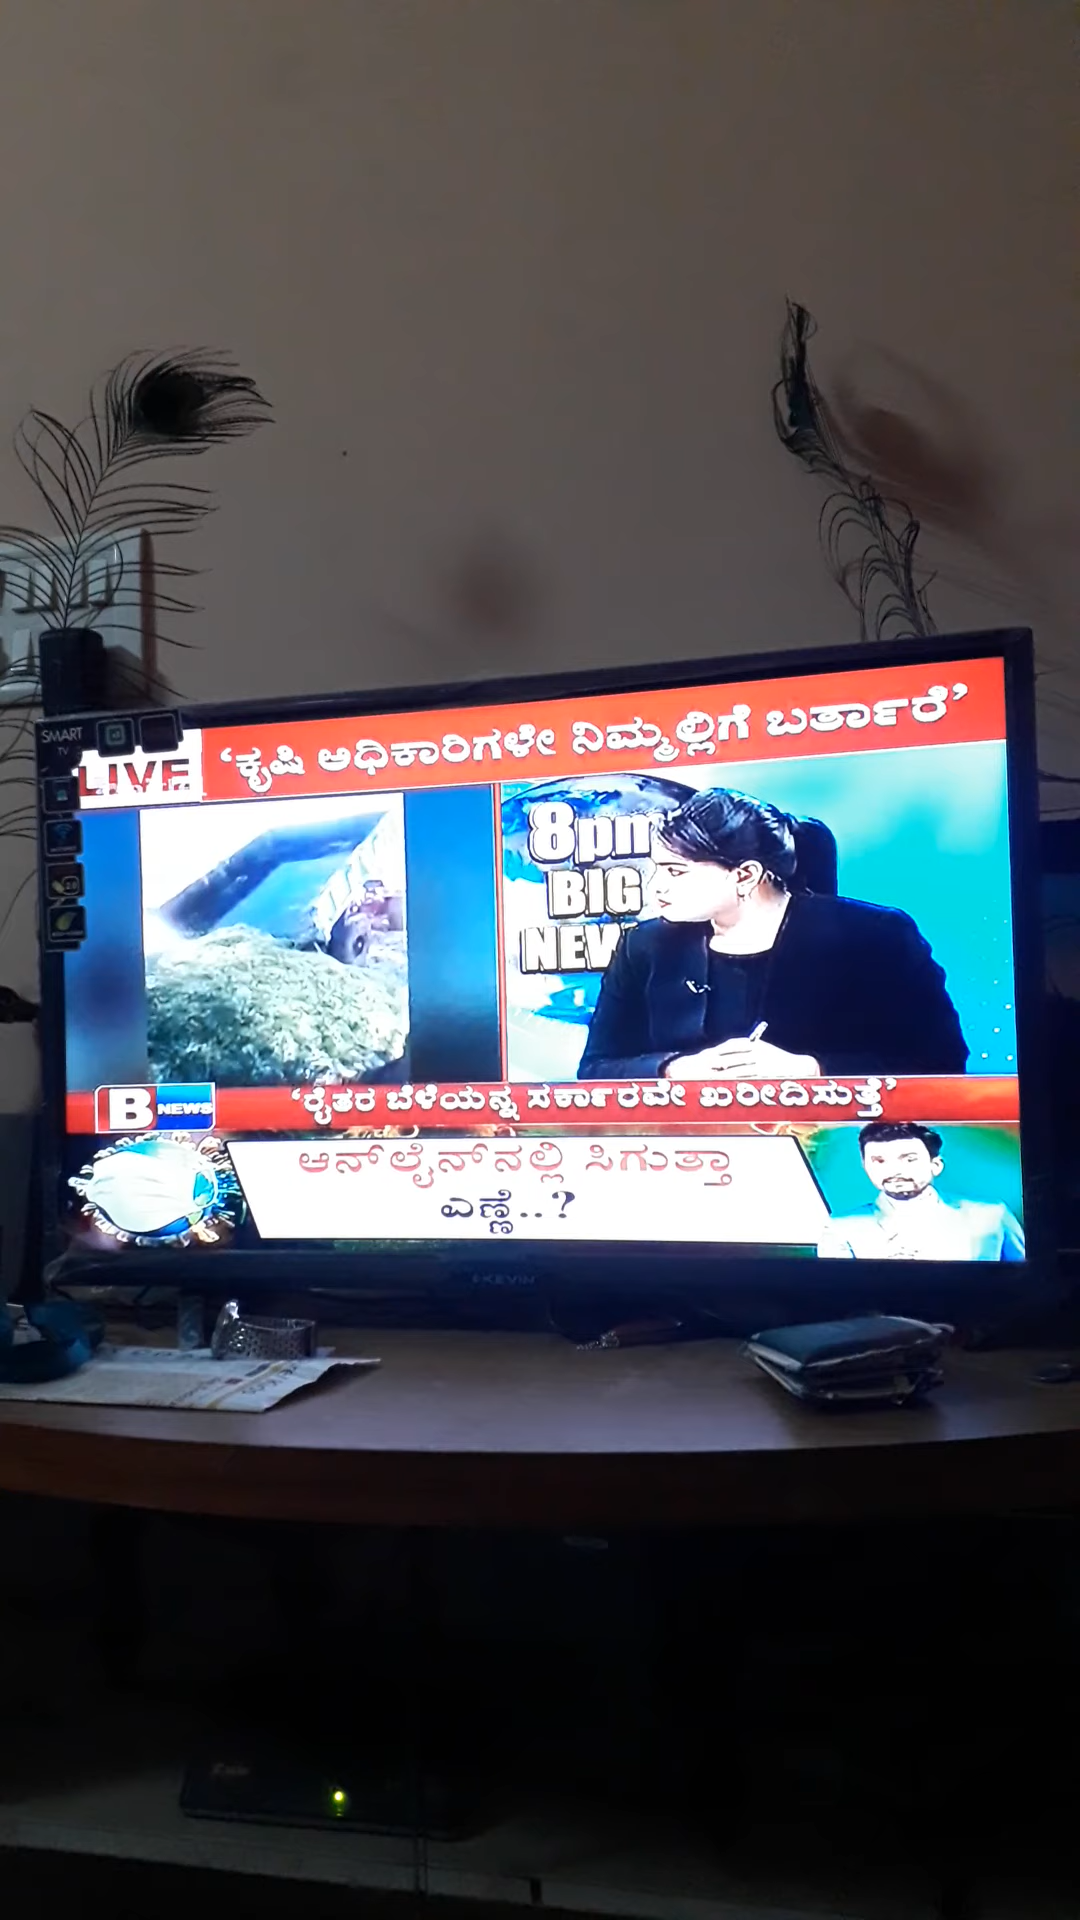 SMART
TV
LIVE
‘ಕೃಷಿ ಅಧಿಕಾರಿಗಳೇ ನಿಮ್ಮಲ್ಲಿಗೆ ಬರ್ತಾರೆ’
8pm
BIG
NEW
B NEWS
‘ರೈತರ ಬೆಳೆಯನ್ನ ಸರ್ಕಾರವೇ ಖರೀದಿಸುತ್ತೆ’
ಆನ್‌ಲೈನ್‌ನಲ್ಲಿ ಸಿಗುತ್ತಾ
ಎಣ್ಣೆ..?
KEVIN